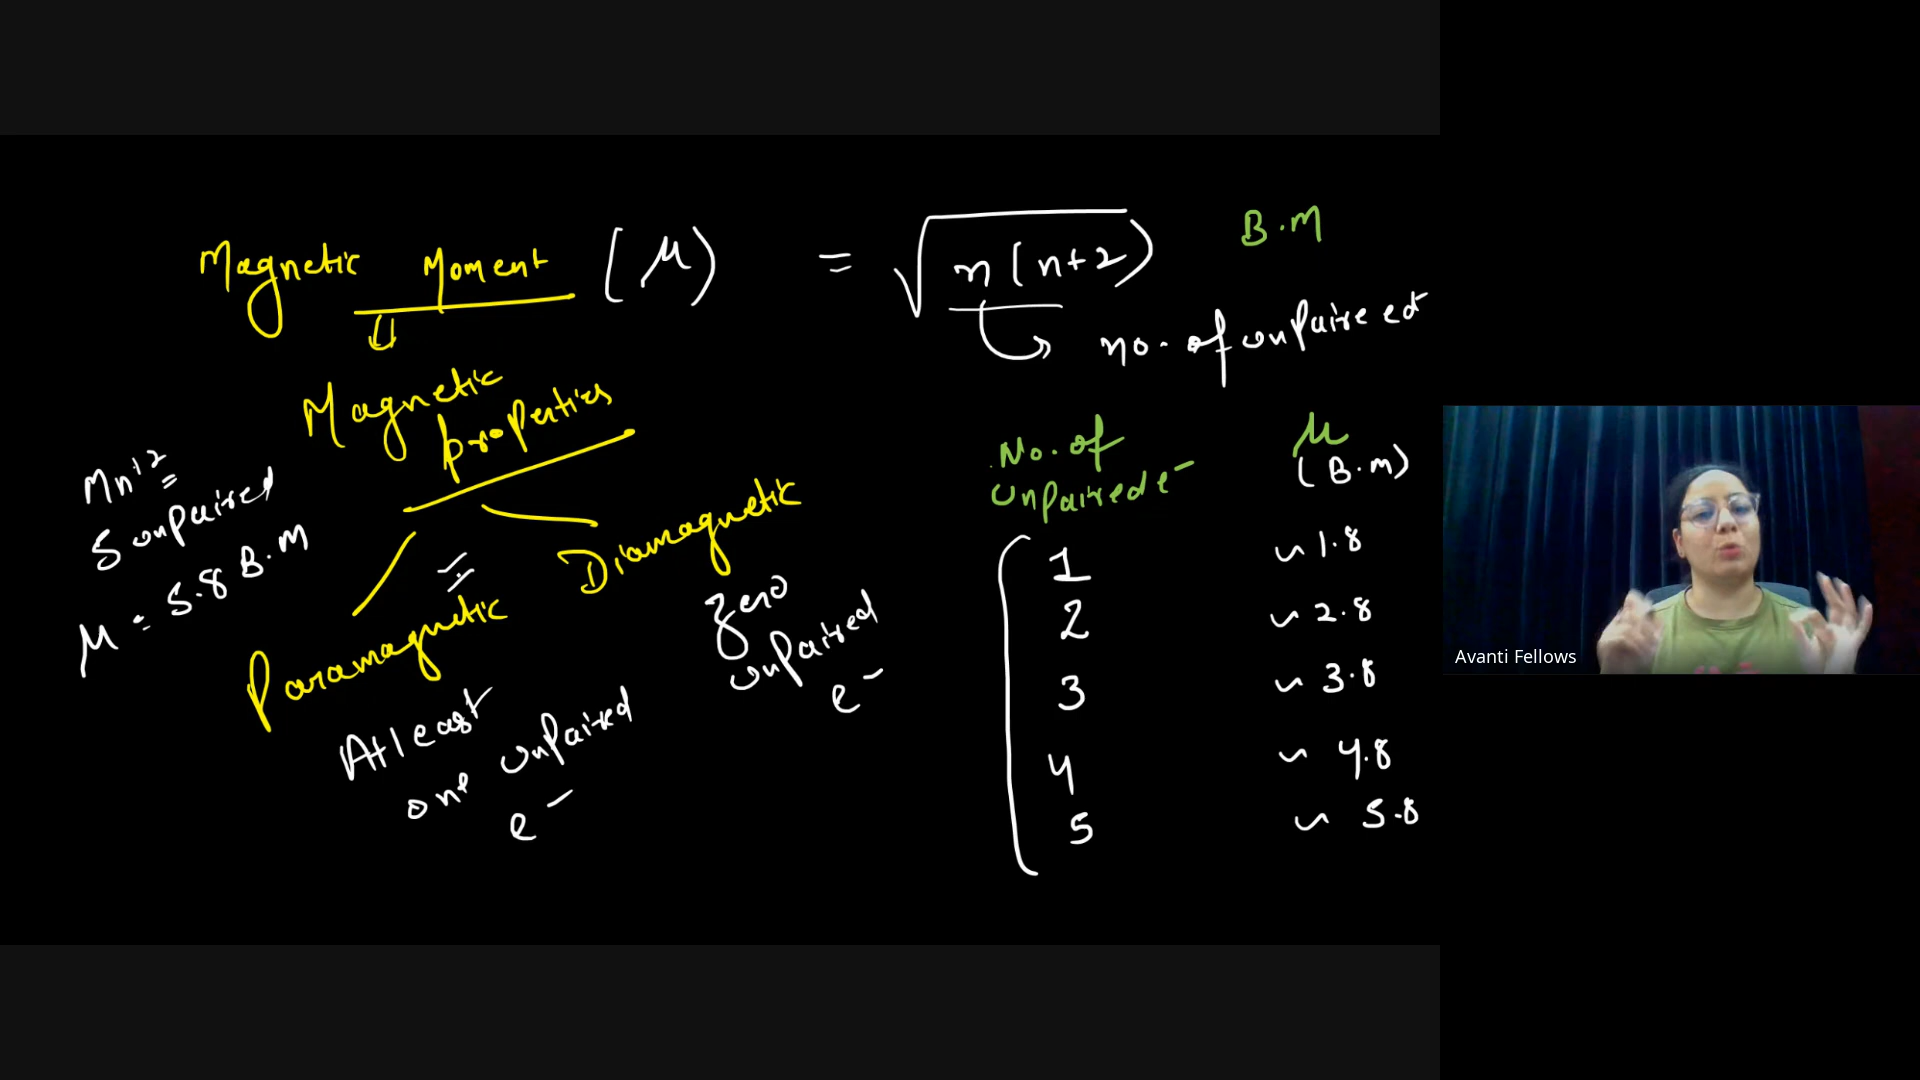 Magnetic Moment (μ) = √n(n+2) B.M
no. of unpaired e-
Magnetic
properties
Mn+2
5 unpaired
μ = 5.8 B.M
Paramagnetic
Atleast
one unpaired
e-
Diamagnetic
zero
unpaired
e-
No. of
Unpaired e-
μ
(B.M)
1 ~ 1.8
2 ~ 2.8
3 ~ 3.8
4 ~ 4.8
5 ~ 5.8
Avanti Fellows